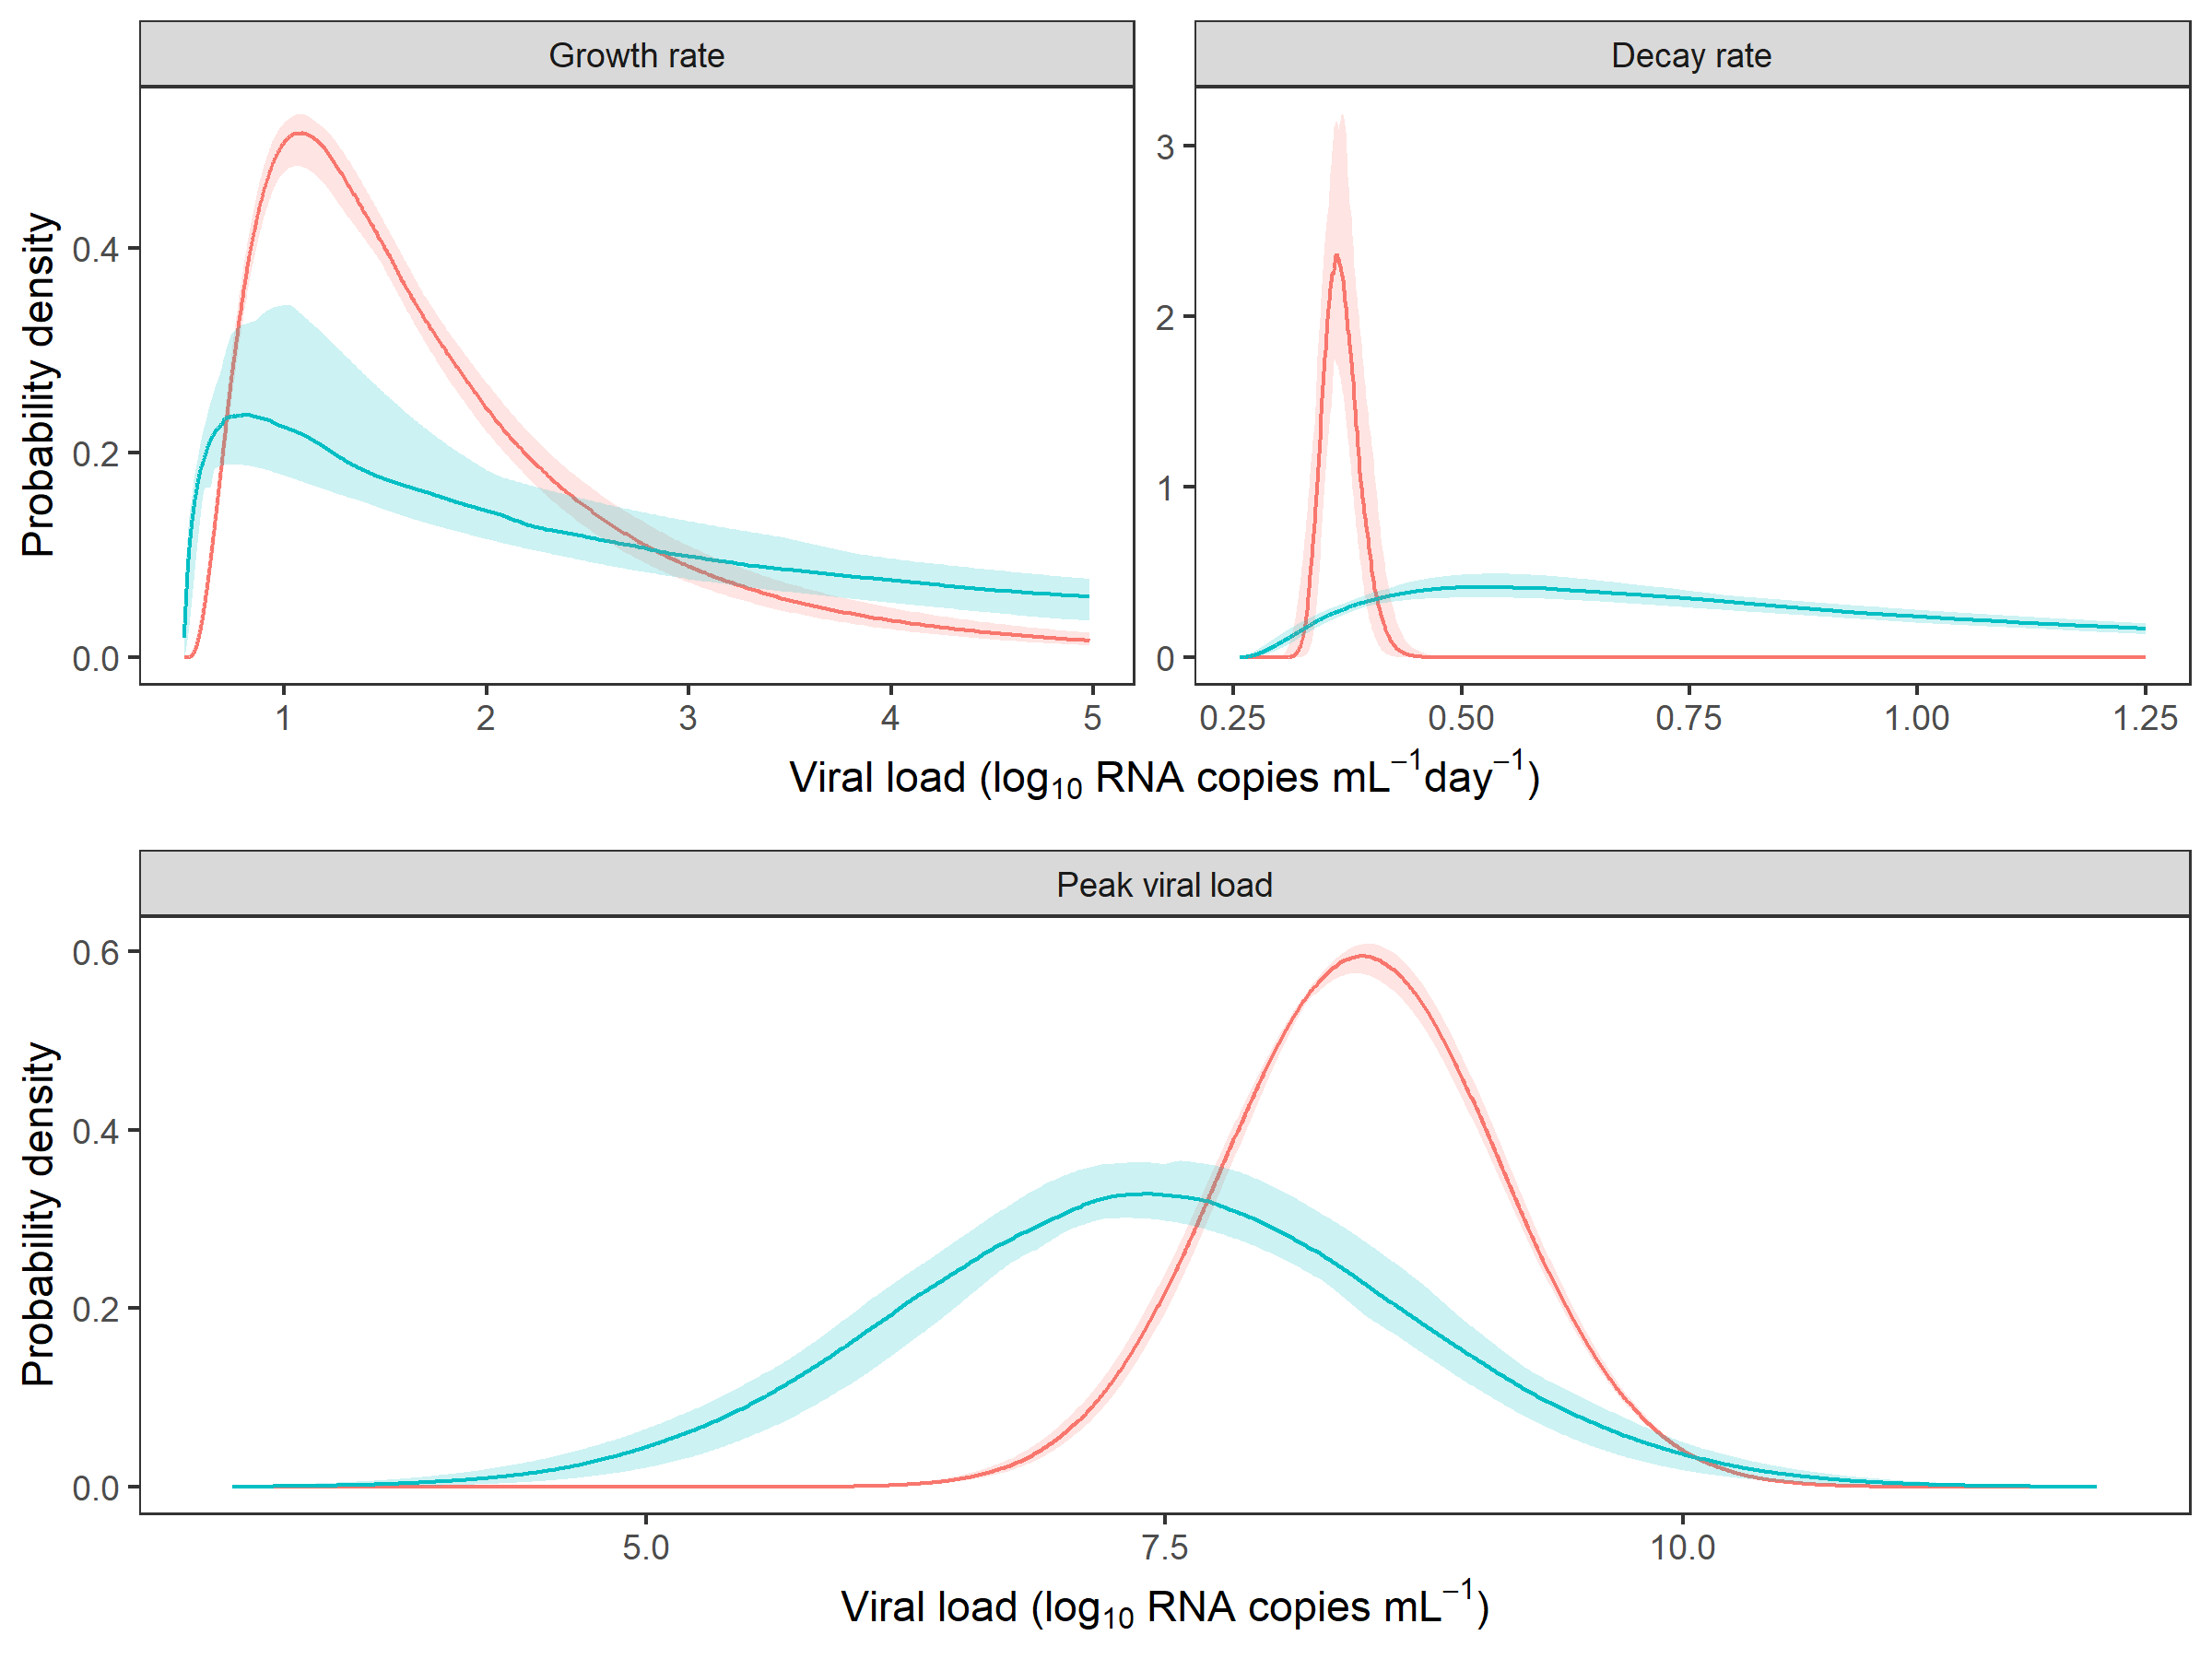 Growth rate
Decay rate
Probability density
0.4
0.2
0.0
3
2
1
0
1 2 3 4 5
0.25 0.50 0.75 1.00 1.25
Viral load (log₁₀ RNA copies mL⁻¹day⁻¹)
Peak viral load
Probability density
0.6
0.4
0.2
0.0
5.0 7.5 10.0
Viral load (log₁₀ RNA copies mL⁻¹)